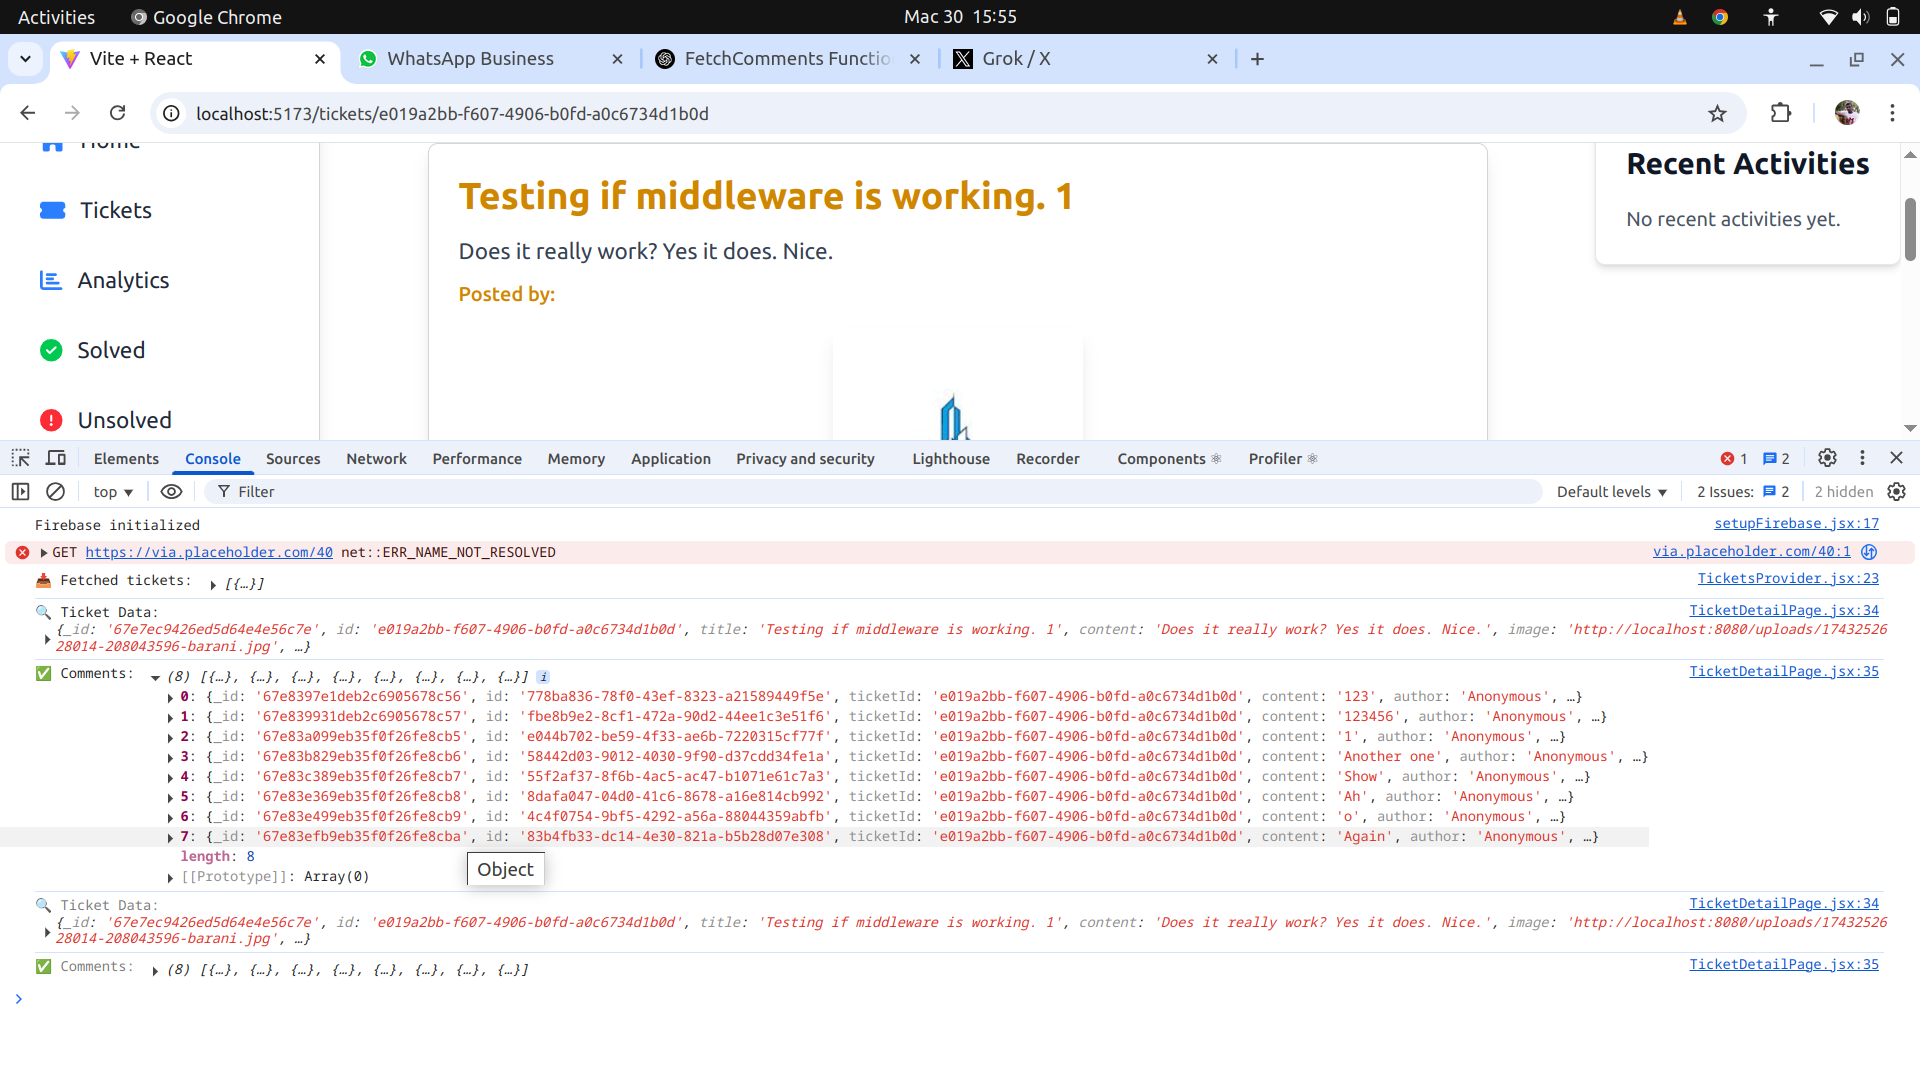 Activities Google Chrome Mac 30 15:55
Vite + React WhatsApp Business FetchComments Functio Grok / X
localhost:5173/tickets/e019a2bb-f607-4906-b0fd-a0c6734d1b0d
Home
Tickets
Analytics
Solved
Unsolved
Testing if middleware is working. 1
Does it really work? Yes it does. Nice.
Posted by:
Recent Activities
No recent activities yet.
Elements Console Sources Network Performance Memory Application Privacy and security Lighthouse Recorder Components Profiler 1 2
top Filter Default levels 2 Issues: 2 2 hidden
Firebase initialized setupFirebase.jsx:17
GET https://via.placeholder.com/40 net::ERR_NAME_NOT_RESOLVED via.placeholder.com/40:1
Fetched tickets: [{…}] TicketsProvider.jsx:23
Ticket Data: TicketDetailPage.jsx:34
{_id: '67e7ec9426ed5d64e4e56c7e', id: 'e019a2bb-f607-4906-b0fd-a0c6734d1b0d', title: 'Testing if middleware is working. 1', content: 'Does it really work? Yes it does. Nice.', image: 'http://localhost:8080/uploads/17432526
28014-208043596-barani.jpg', …}
Comments: (8) [{…}, {…}, {…}, {…}, {…}, {…}, {…}, {…}] i TicketDetailPage.jsx:35
0: {_id: '67e8397e1deb2c6905678c56', id: '778ba836-78f0-43ef-8323-a21589449f5e', ticketId: 'e019a2bb-f607-4906-b0fd-a0c6734d1b0d', content: '123', author: 'Anonymous', …}
1: {_id: '67e839931deb2c6905678c57', id: 'fbe8b9e2-8cf1-472a-90d2-44ee1c3e51f6', ticketId: 'e019a2bb-f607-4906-b0fd-a0c6734d1b0d', content: '123456', author: 'Anonymous', …}
2: {_id: '67e83a099eb35f0f26fe8cb5', id: 'e044b702-be59-4f33-ae6b-7220315cf77f', ticketId: 'e019a2bb-f607-4906-b0fd-a0c6734d1b0d', content: '1', author: 'Anonymous', …}
3: {_id: '67e83b829eb35f0f26fe8cb6', id: '58442d03-9012-4030-9f90-d37cdd34fe1a', ticketId: 'e019a2bb-f607-4906-b0fd-a0c6734d1b0d', content: 'Another one', author: 'Anonymous', …}
4: {_id: '67e83c389eb35f0f26fe8cb7', id: '55f2af37-8f6b-4ac5-ac47-b1071e61c7a3', ticketId: 'e019a2bb-f607-4906-b0fd-a0c6734d1b0d', content: 'Show', author: 'Anonymous', …}
5: {_id: '67e83e369eb35f0f26fe8cb8', id: '8dafa047-04d0-41c6-8678-a16e814cb992', ticketId: 'e019a2bb-f607-4906-b0fd-a0c6734d1b0d', content: 'Ah', author: 'Anonymous', …}
6: {_id: '67e83e499eb35f0f26fe8cb9', id: '4c4f0754-9bf5-4292-a56a-88044359abfb', ticketId: 'e019a2bb-f607-4906-b0fd-a0c6734d1b0d', content: 'o', author: 'Anonymous', …}
7: {_id: '67e83efb9eb35f0f26fe8cba', id: '83b4fb33-dc14-4e30-821a-b5b28d07e308', ticketId: 'e019a2bb-f607-4906-b0fd-a0c6734d1b0d', content: 'Again', author: 'Anonymous', …}
length: 8
[[Prototype]]: Array(0)
Object
Ticket Data: TicketDetailPage.jsx:34
{_id: '67e7ec9426ed5d64e4e56c7e', id: 'e019a2bb-f607-4906-b0fd-a0c6734d1b0d', title: 'Testing if middleware is working. 1', content: 'Does it really work? Yes it does. Nice.', image: 'http://localhost:8080/uploads/17432526
28014-208043596-barani.jpg', …}
Comments: (8) [{…}, {…}, {…}, {…}, {…}, {…}, {…}, {…}] TicketDetailPage.jsx:35